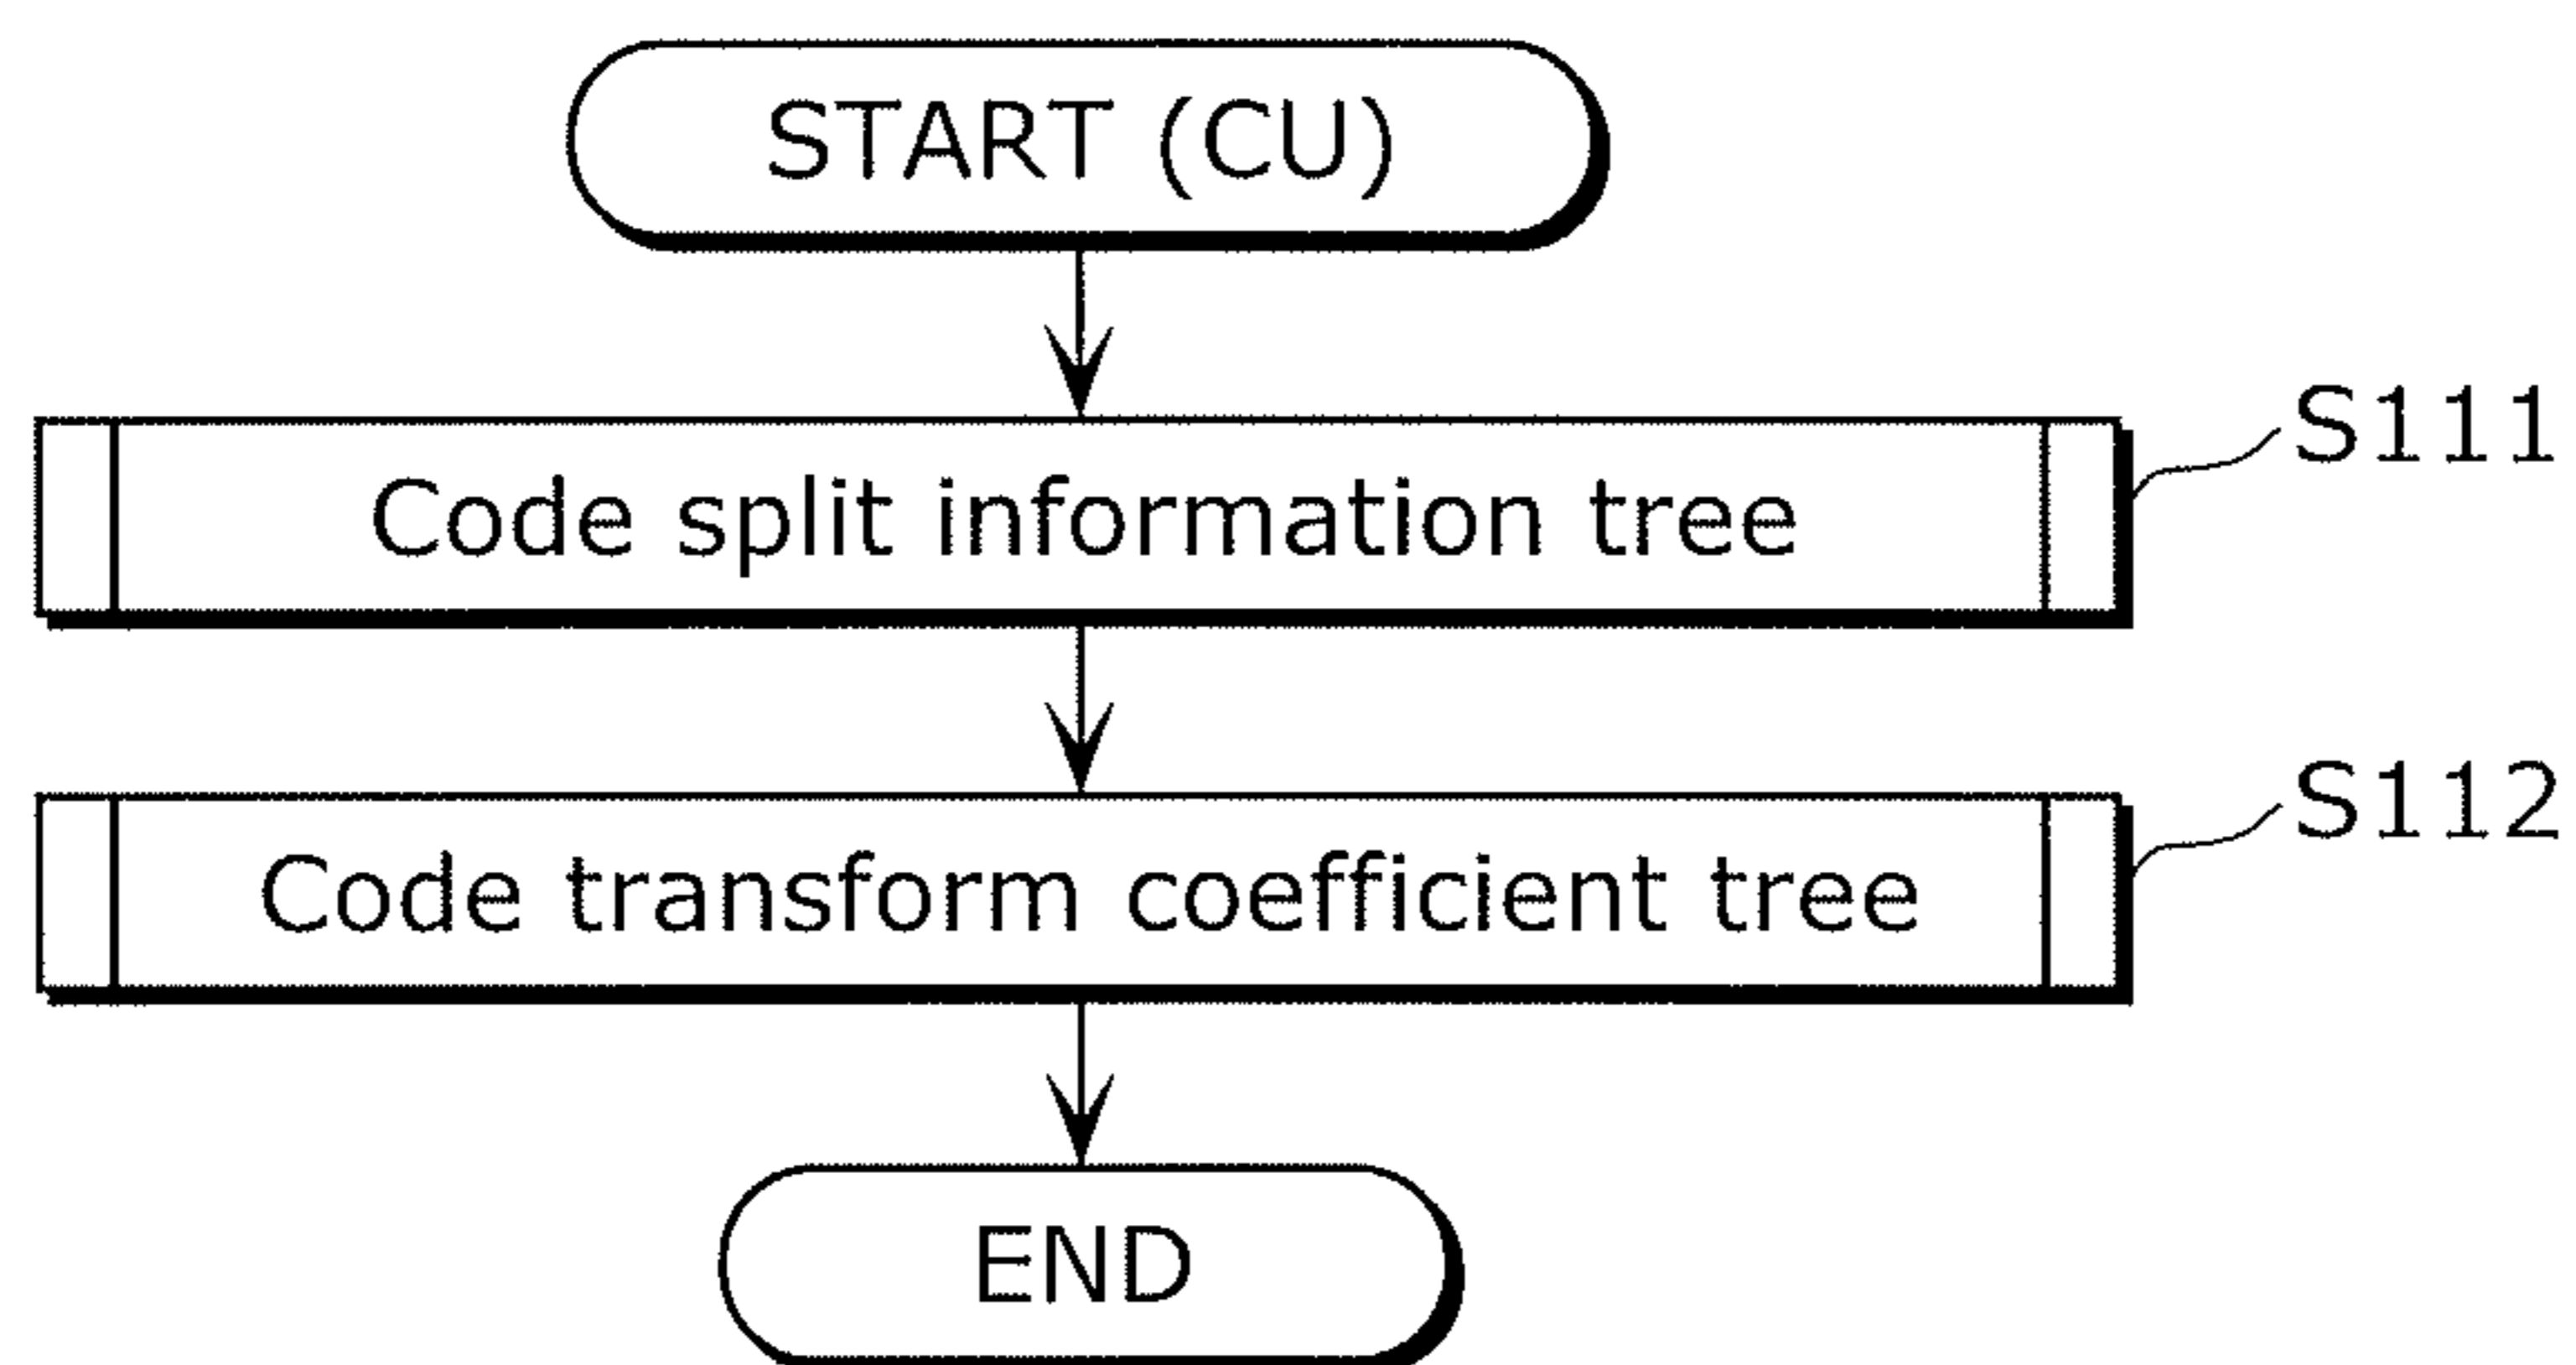 START (CU)
S111
Code split information tree
S112
Code transform coefficient tree
END